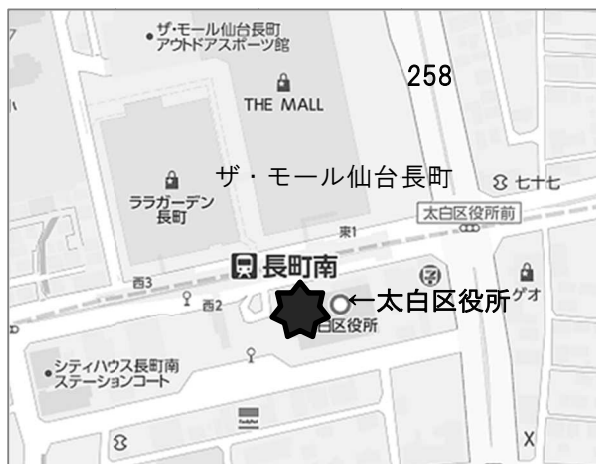 ザ・モール仙台長町
アウトドアスポーツ館
258
THE MALL
ザ・モール仙台長町
ララガーデン
長町
七十七
太白区役所前
東1
長町南
西3
西2
←太白区役所
白区役所
ゲオ
シティハウス長町南
ステーションコート
FamilyMart